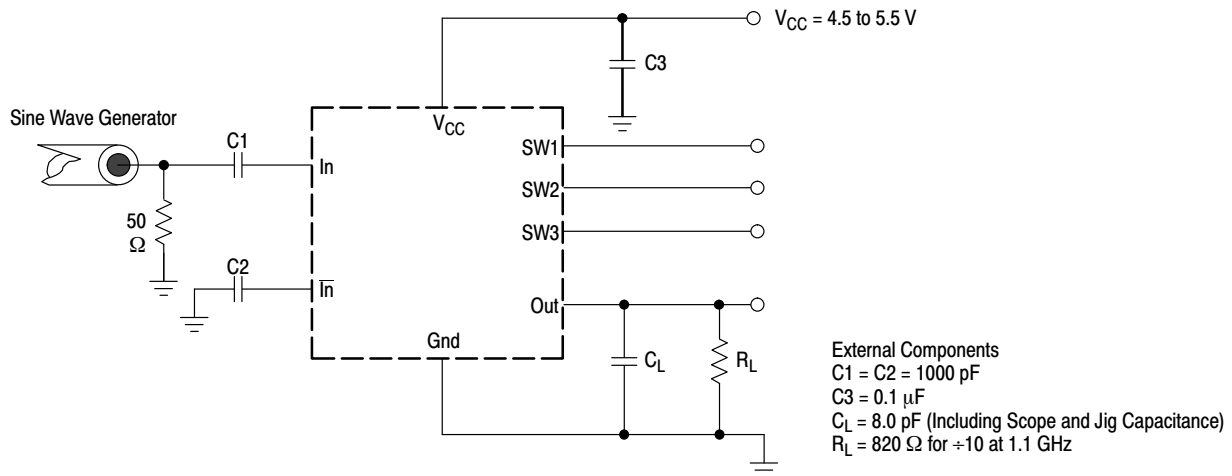 V_CC = 4.5 to 5.5 V
C3
Sine Wave Generator
V_CC
C1
SW1
In
SW2
50
Ω
SW3
C2
I̅n̅
Out
Gnd
C_L
R_L
External Components
C1 = C2 = 1000 pF
C3 = 0.1 μF
C_L = 8.0 pF (Including Scope and Jig Capacitance)
R_L = 820 Ω for ÷10 at 1.1 GHz